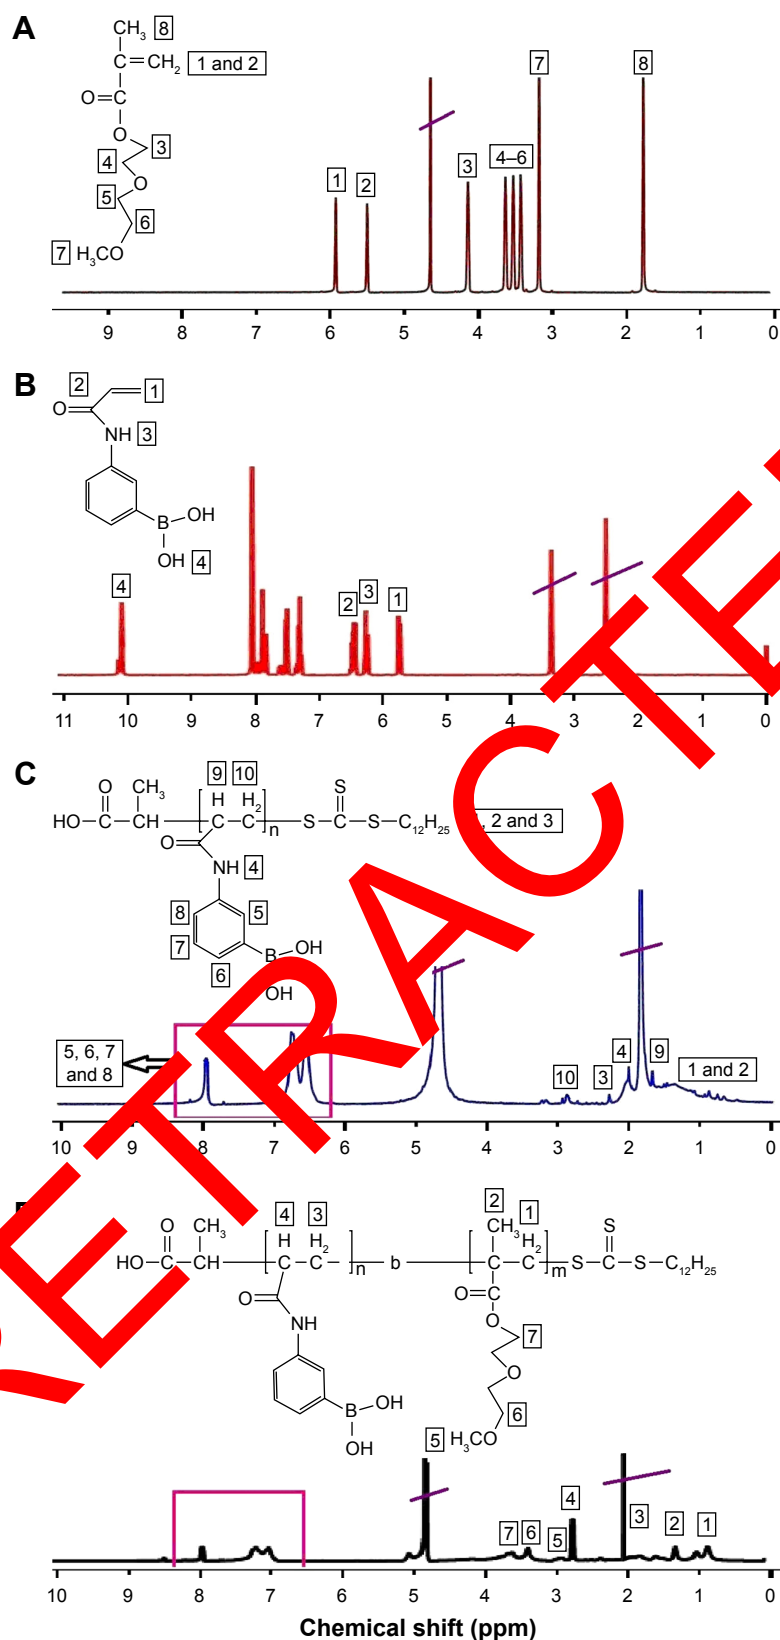 A
CH3 8
C=CH2 1 and 2
O=C
O
3
4
O
5
6
7 H3CO
1 2 3 4–6 7 8
9 8 7 6 5 4 3 2 1 0
B
2 1
O
NH 3
B OH
OH 4
4 2 3 1
11 10 9 8 7 6 5 4 3 2 1 0
C
9 10
O CH3 H H2 S
HO C CH C C n S C S C12H25 , 2 and 3
O
NH 4
8 5
7
B OH
6
OH
5, 6, 7 and 8
10 3 4 9 1 and 2
10 9 8 7 6 5 4 3 2 1 0
4 3 2 1
O CH3 H H2 CH3 H2 S
HO C CH C C n b C C m S C S C12H25
O O=C
NH O 7
O
B OH 6
OH
5 H3CO
7 6 5 4 3 2 1
10 9 8 7 6 5 4 3 2 1 0
Chemical shift (ppm)
RETRACTE